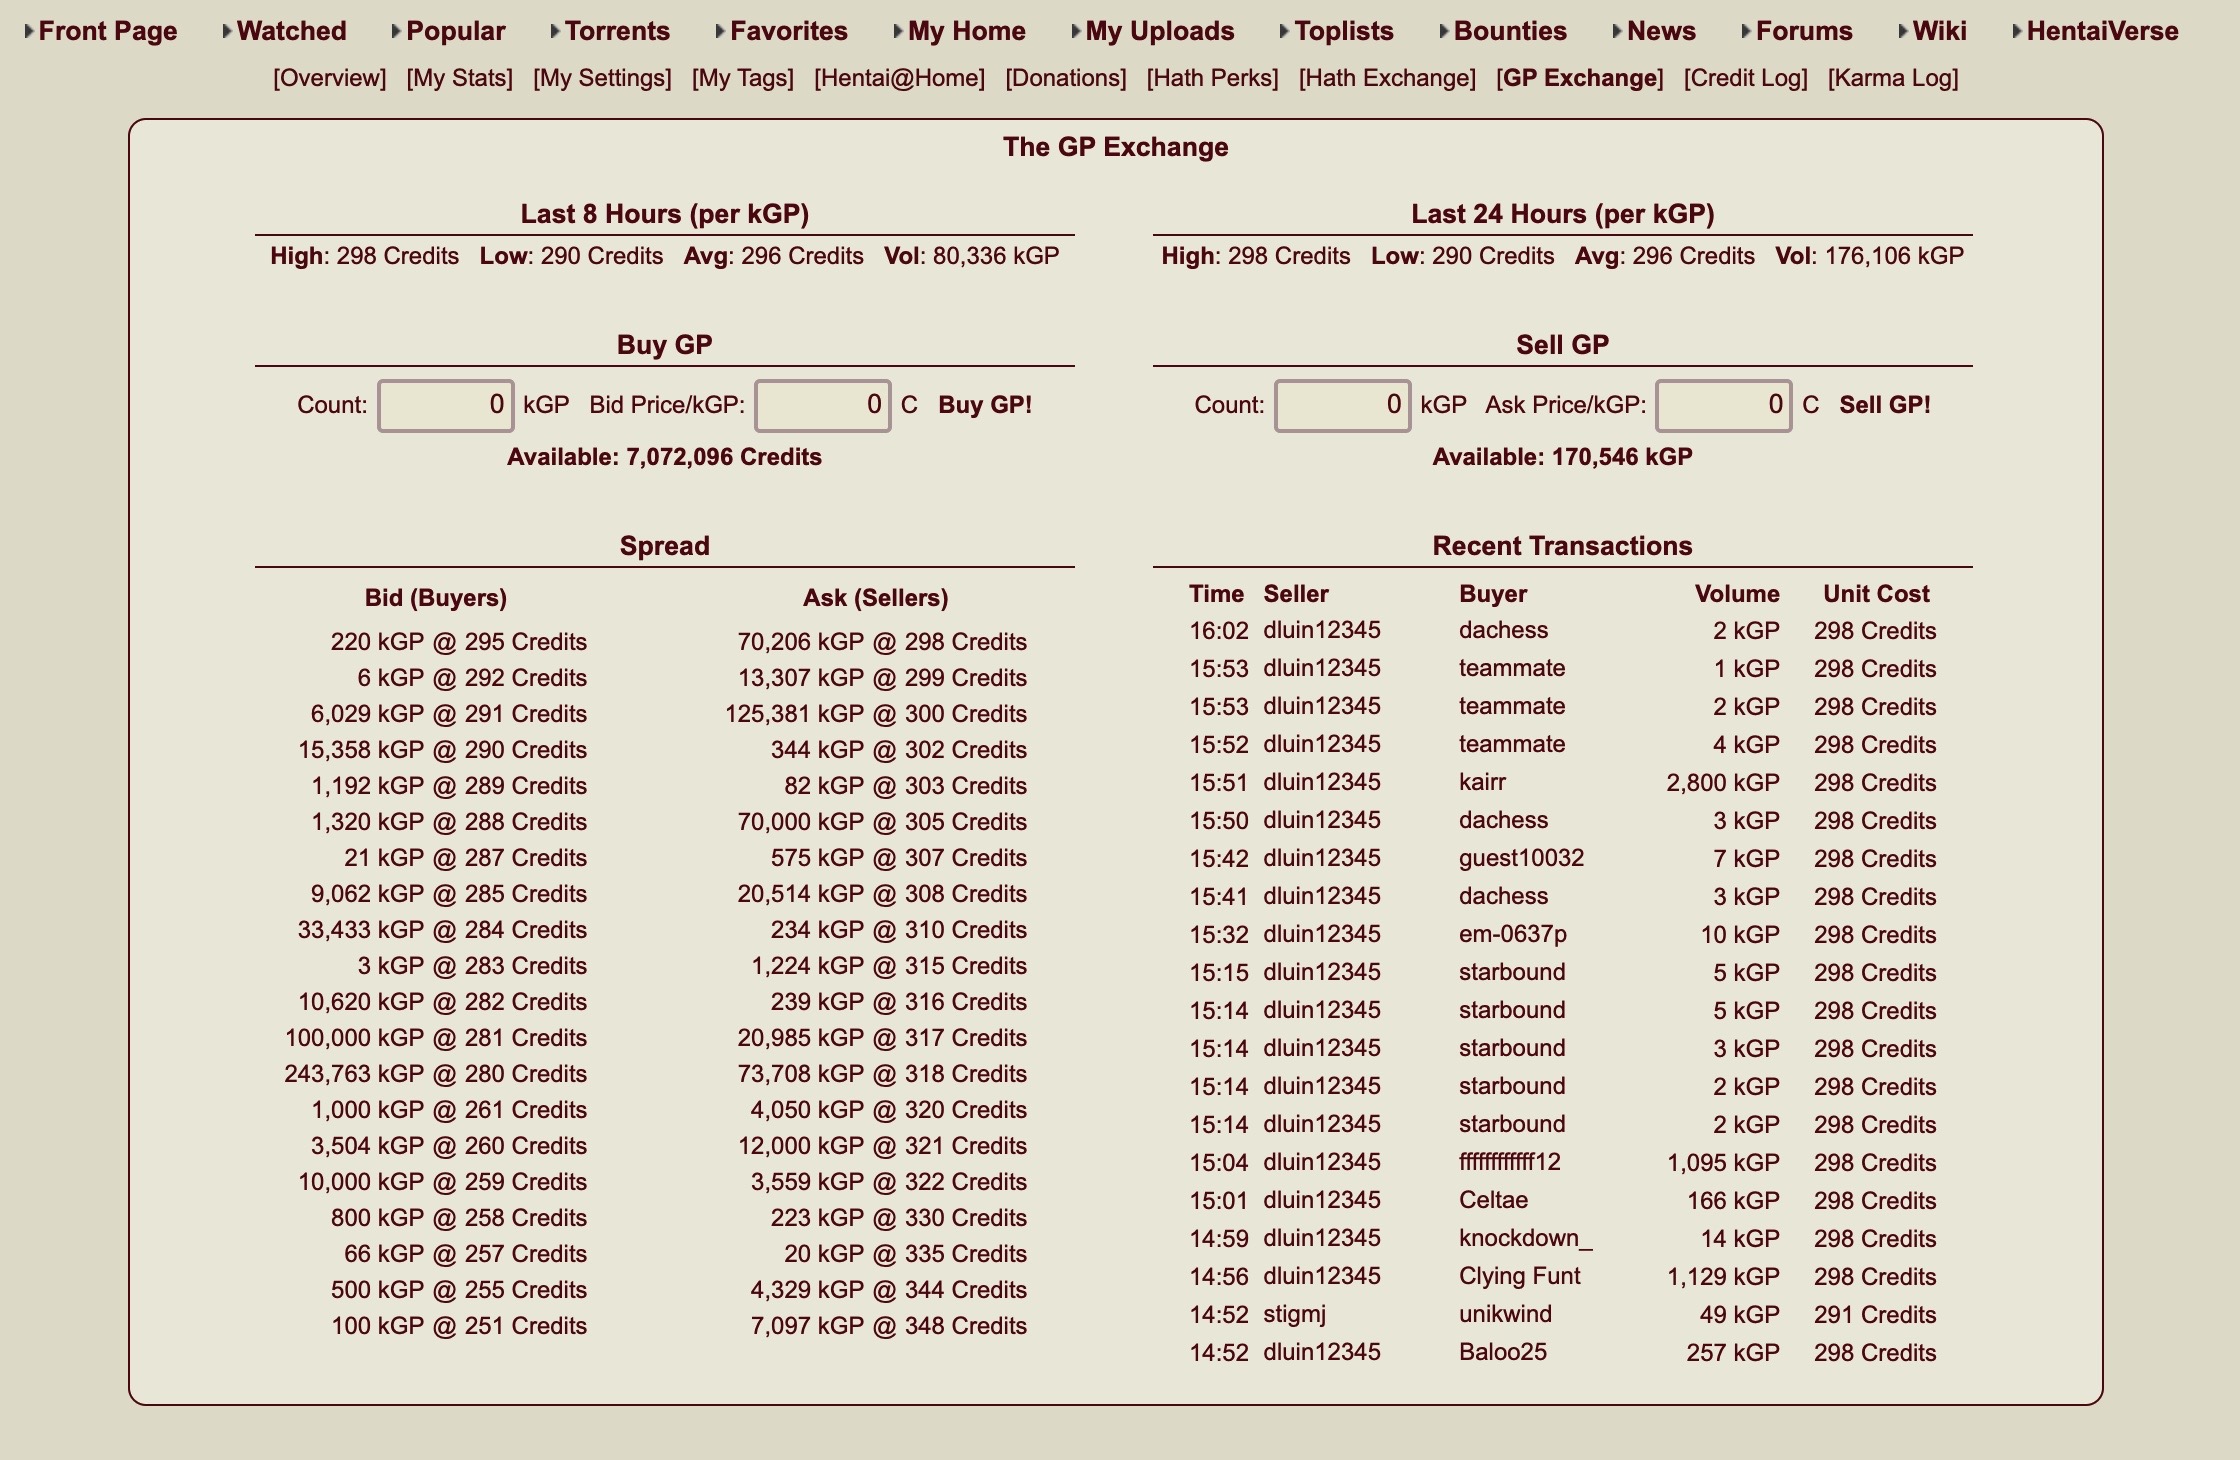 Front Page Watched Popular Torrents Favorites My Home My Uploads Toplists Bounties News Forums Wiki HentaiVerse
[Overview] [My Stats] [My Settings] [My Tags] [Hentai@Home] [Donations] [Hath Perks] [Hath Exchange] [GP Exchange] [Credit Log] [Karma Log]
The GP Exchange
Last 8 Hours (per kGP)
High: 298 Credits Low: 290 Credits Avg: 296 Credits Vol: 80,336 kGP
Last 24 Hours (per kGP)
High: 298 Credits Low: 290 Credits Avg: 296 Credits Vol: 176,106 kGP
Buy GP
Count: 0 kGP Bid Price/kGP: 0 C Buy GP!
Available: 7,072,096 Credits
Sell GP
Count: 0 kGP Ask Price/kGP: 0 C Sell GP!
Available: 170,546 kGP
Spread
Bid (Buyers) Ask (Sellers)
220 kGP @ 295 Credits 70,206 kGP @ 298 Credits
6 kGP @ 292 Credits 13,307 kGP @ 299 Credits
6,029 kGP @ 291 Credits 125,381 kGP @ 300 Credits
15,358 kGP @ 290 Credits 344 kGP @ 302 Credits
1,192 kGP @ 289 Credits 82 kGP @ 303 Credits
1,320 kGP @ 288 Credits 70,000 kGP @ 305 Credits
21 kGP @ 287 Credits 575 kGP @ 307 Credits
9,062 kGP @ 285 Credits 20,514 kGP @ 308 Credits
33,433 kGP @ 284 Credits 234 kGP @ 310 Credits
3 kGP @ 283 Credits 1,224 kGP @ 315 Credits
10,620 kGP @ 282 Credits 239 kGP @ 316 Credits
100,000 kGP @ 281 Credits 20,985 kGP @ 317 Credits
243,763 kGP @ 280 Credits 73,708 kGP @ 318 Credits
1,000 kGP @ 261 Credits 4,050 kGP @ 320 Credits
3,504 kGP @ 260 Credits 12,000 kGP @ 321 Credits
10,000 kGP @ 259 Credits 3,559 kGP @ 322 Credits
800 kGP @ 258 Credits 223 kGP @ 330 Credits
66 kGP @ 257 Credits 20 kGP @ 335 Credits
500 kGP @ 255 Credits 4,329 kGP @ 344 Credits
100 kGP @ 251 Credits 7,097 kGP @ 348 Credits
Recent Transactions
Time Seller Buyer Volume Unit Cost
16:02 dluin12345 dachess 2 kGP 298 Credits
15:53 dluin12345 teammate 1 kGP 298 Credits
15:53 dluin12345 teammate 2 kGP 298 Credits
15:52 dluin12345 teammate 4 kGP 298 Credits
15:51 dluin12345 kairr 2,800 kGP 298 Credits
15:50 dluin12345 dachess 3 kGP 298 Credits
15:42 dluin12345 guest10032 7 kGP 298 Credits
15:41 dluin12345 dachess 3 kGP 298 Credits
15:32 dluin12345 em-0637p 10 kGP 298 Credits
15:15 dluin12345 starbound 5 kGP 298 Credits
15:14 dluin12345 starbound 5 kGP 298 Credits
15:14 dluin12345 starbound 3 kGP 298 Credits
15:14 dluin12345 starbound 2 kGP 298 Credits
15:14 dluin12345 starbound 2 kGP 298 Credits
15:04 dluin12345 1,095 kGP 298 Credits
15:01 dluin12345 Celtae 166 kGP 298 Credits
14:59 dluin12345 knockdown_ 14 kGP 298 Credits
14:56 dluin12345 Clying Funt 1,129 kGP 298 Credits
14:52 stigmj unikwind 49 kGP 291 Credits
14:52 dluin12345 Baloo25 257 kGP 298 Credits